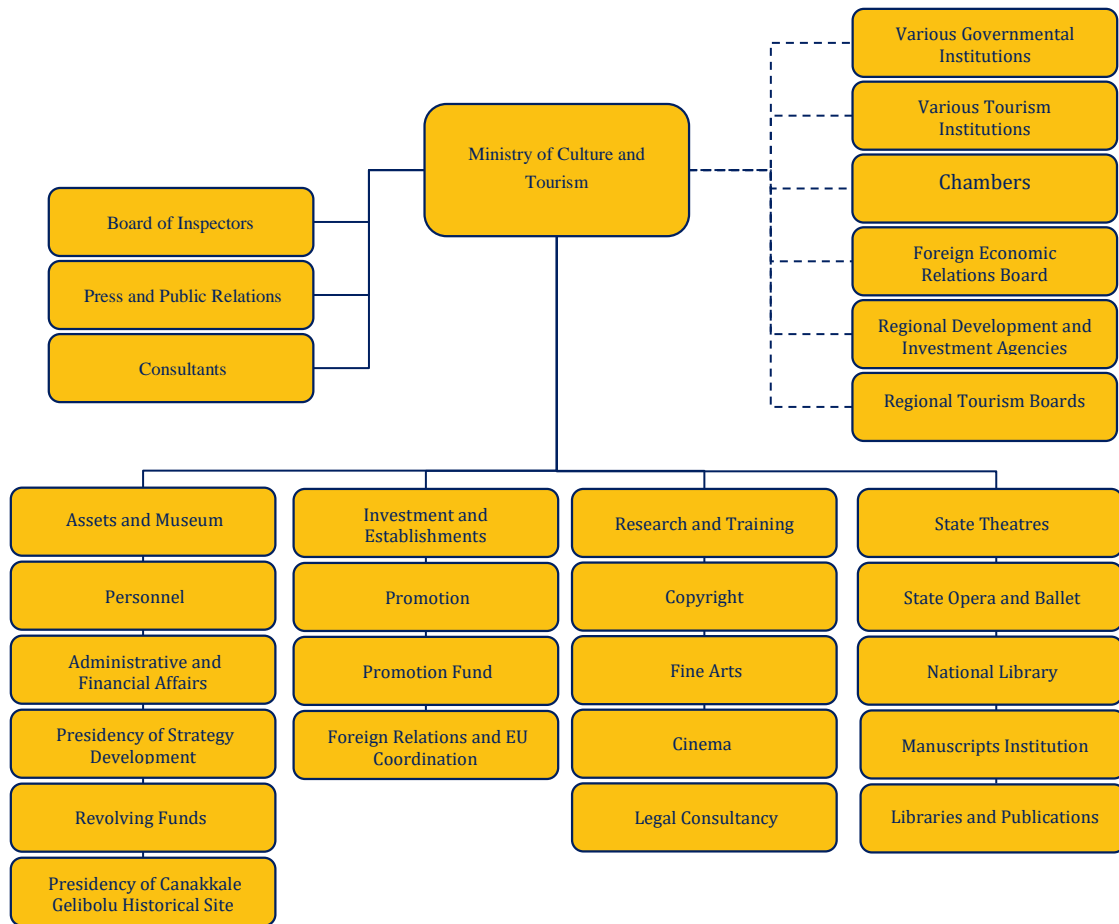 Various Governmental
Institutions
Various Tourism
Institutions
Chambers
Foreign Economic
Relations Board
Regional Development and
Investment Agencies
Regional Tourism Boards
Ministry of Culture and
Tourism
Board of Inspectors
Press and Public Relations
Consultants
Assets and Museum
Personnel
Administrative and
Financial Affairs
Presidency of Strategy
Development
Revolving Funds
Presidency of Canakkale
Gelibolu Historical Site
Investment and
Establishments
Promotion
Promotion Fund
Foreign Relations and EU
Coordination
Research and Training
Copyright
Fine Arts
Cinema
Legal Consultancy
State Theatres
State Opera and Ballet
National Library
Manuscripts Institution
Libraries and Publications